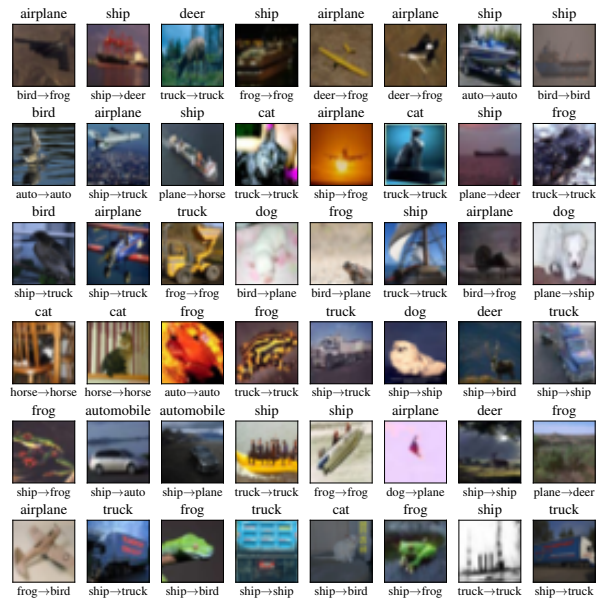 airplane ship deer ship airplane airplane ship ship
bird→frog ship→deer truck→truck frog→frog deer→frog deer→frog auto→auto bird→bird
bird airplane ship cat airplane cat ship frog
auto→auto ship→truck plane→horse truck→truck ship→frog truck→truck plane→deer truck→truck
bird airplane truck dog frog ship airplane dog
ship→truck ship→truck frog→frog bird→plane bird→plane truck→truck bird→frog plane→ship
cat cat frog frog truck dog deer truck
horse→horse horse→horse auto→auto truck→truck ship→truck ship→ship ship→bird ship→ship
frog automobile automobile ship ship airplane deer frog
ship→frog ship→auto ship→plane truck→truck frog→frog dog→plane ship→ship plane→deer
airplane truck frog truck cat frog ship truck
frog→bird ship→truck ship→bird ship→ship ship→bird ship→frog truck→truck ship→truck